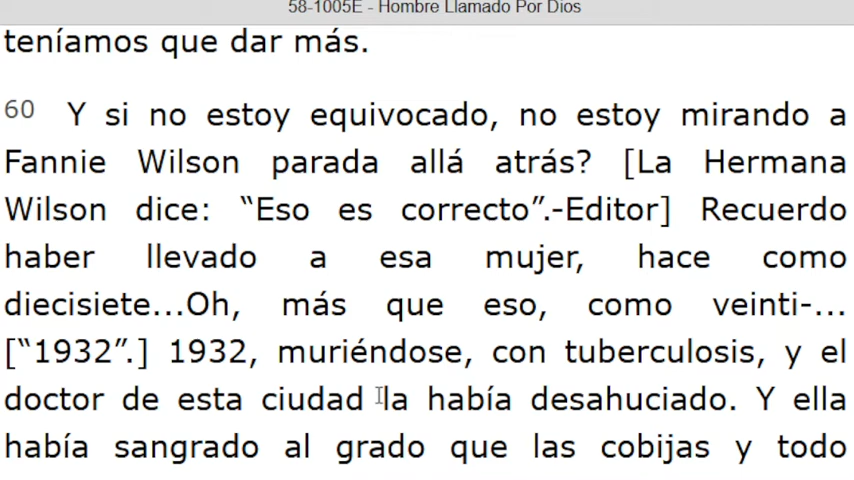 58-1005E - Hombre Llamado Por Dios
teníamos que dar más.
60 Y si no estoy equivocado, no estoy mirando a
Fannie Wilson parada allá atrás? [La Hermana
Wilson dice: “Eso es correcto”.-Editor] Recuerdo
haber llevado a esa mujer, hace como
diecisiete...Oh, más que eso, como veinti-...
[“1932”.] 1932, muriéndose, con tuberculosis, y el
doctor de esta ciudad la había desahuciado. Y ella
había sangrado al grado que las cobijas y todo